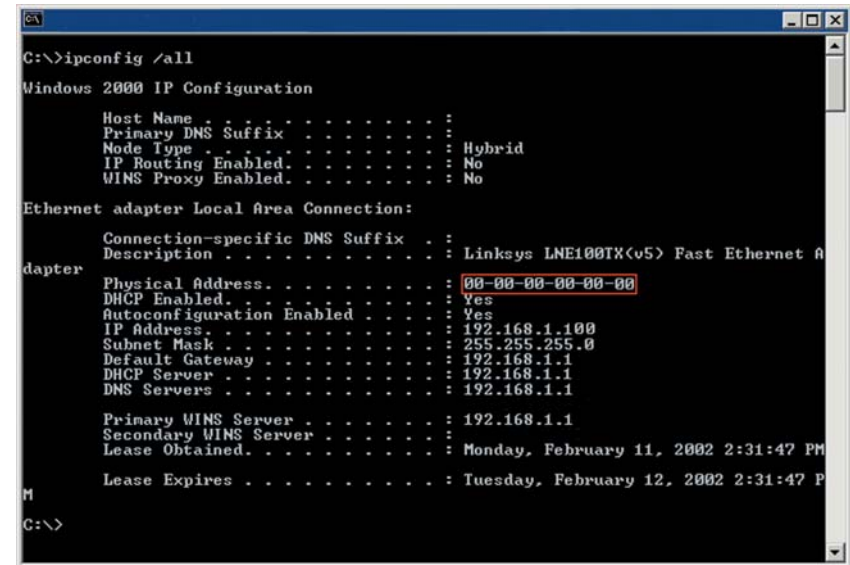 C:\>ipconfig /all
Windows 2000 IP Configuration
Host Name . . . . . . . . . . . . :
Primary DNS Suffix . . . . . . . :
Node Type . . . . . . . . . . . . : Hybrid
IP Routing Enabled. . . . . . . . : No
WINS Proxy Enabled. . . . . . . . : No
Ethernet adapter Local Area Connection:
Connection-specific DNS Suffix . :
Description . . . . . . . . . . . : Linksys LNE100TX(v5) Fast Ethernet A
dapter
Physical Address. . . . . . . . . : 00-00-00-00-00-00
DHCP Enabled. . . . . . . . . . . : Yes
Autoconfiguration Enabled . . . . : Yes
IP Address. . . . . . . . . . . . : 192.168.1.100
Subnet Mask . . . . . . . . . . . : 255.255.255.0
Default Gateway . . . . . . . . . : 192.168.1.1
DHCP Server . . . . . . . . . . . : 192.168.1.1
DNS Servers . . . . . . . . . . . : 192.168.1.1
Primary WINS Server . . . . . . . : 192.168.1.1
Secondary WINS Server . . . . . . :
Lease Obtained. . . . . . . . . . : Monday, February 11, 2002 2:31:47 PM
Lease Expires . . . . . . . . . . : Tuesday, February 12, 2002 2:31:47 P
M
C:\>